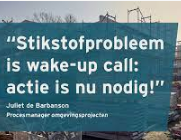 “Stikstofprobleem
is wake-up call:
actie is nu nodig!”
Juliet de Barbanson
Procesmanager omgevingsprojecten